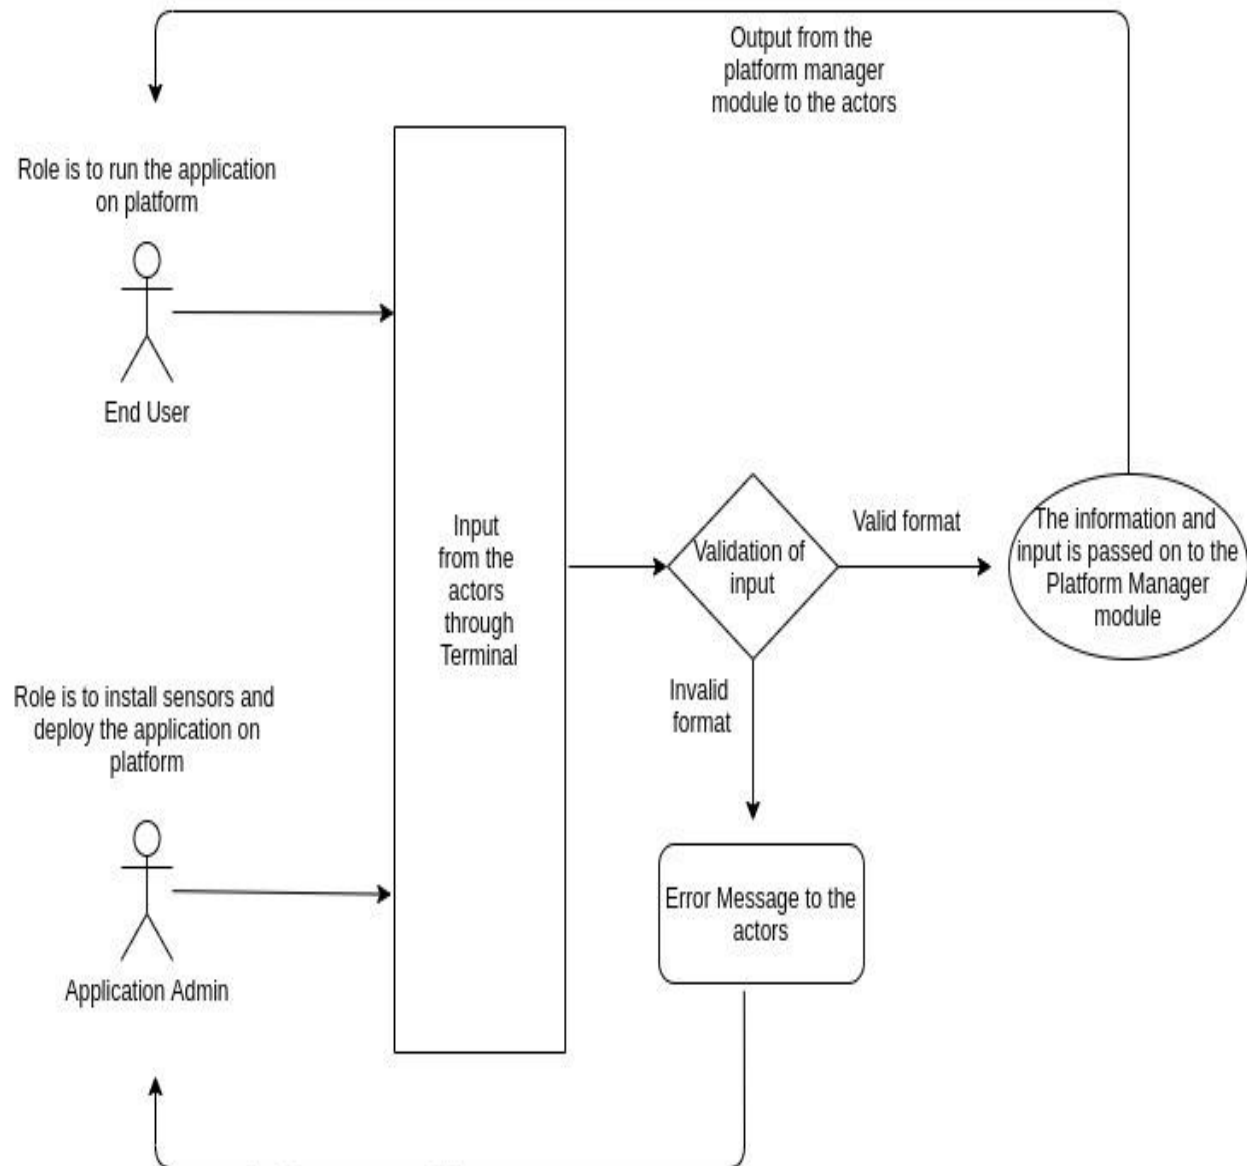 Output from the
platform manager
module to the actors
Role is to run the application
on platform
End User
Input
from the
actors
through
Terminal
Validation of
input
Valid format
The information and
input is passed on to the
Platform Manager
module
Invalid
format
Role is to install sensors and
deploy the application on
platform
Application Admin
Error Message to the
actors